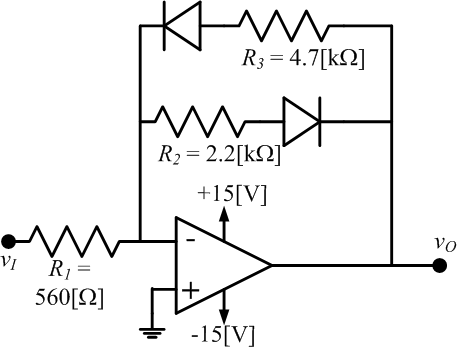 R3 = 4.7[kΩ]
R2 = 2.2[kΩ]
+15[V]
-
vI
vO
R1 =
560[Ω]
+
-15[V]